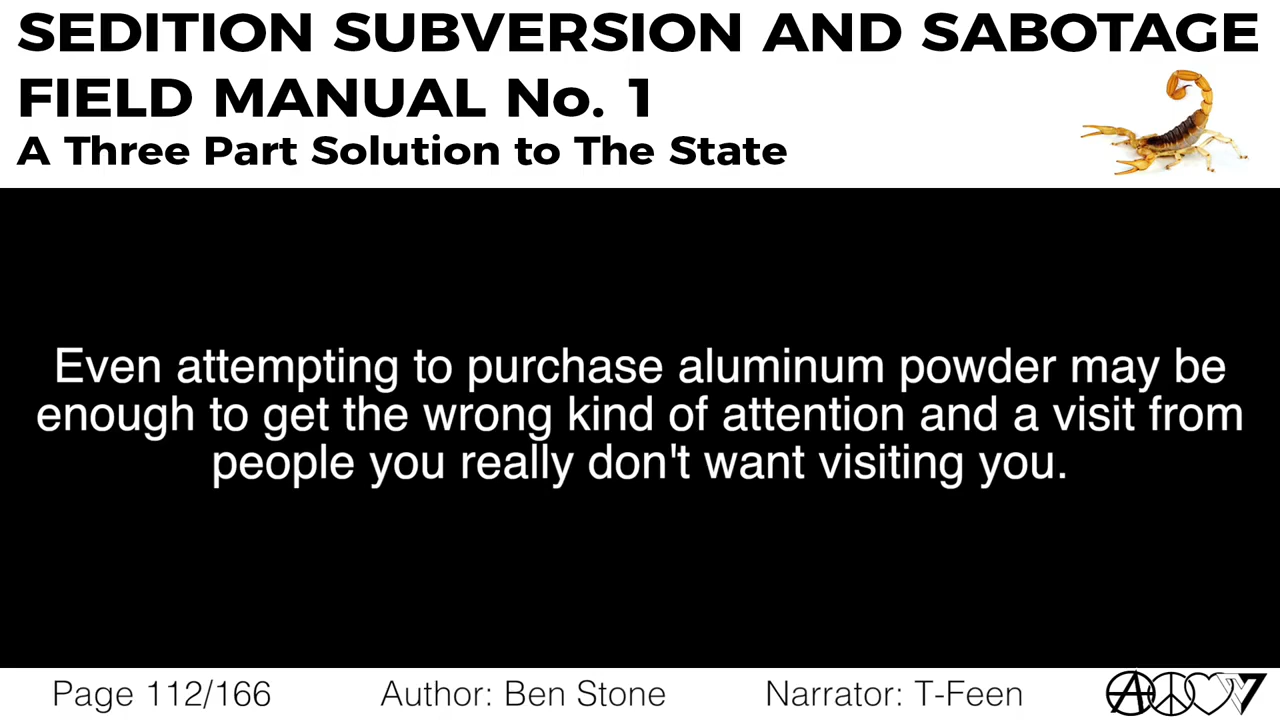 SEDITION SUBVERSION AND SABOTAGE
FIELD MANUAL No. 1
A Three Part Solution to The State
Even attempting to purchase aluminum powder may be
enough to get the wrong kind of attention and a visit from
people you really don't want visiting you.
Page 112/166 Author: Ben Stone Narrator: T-Feen